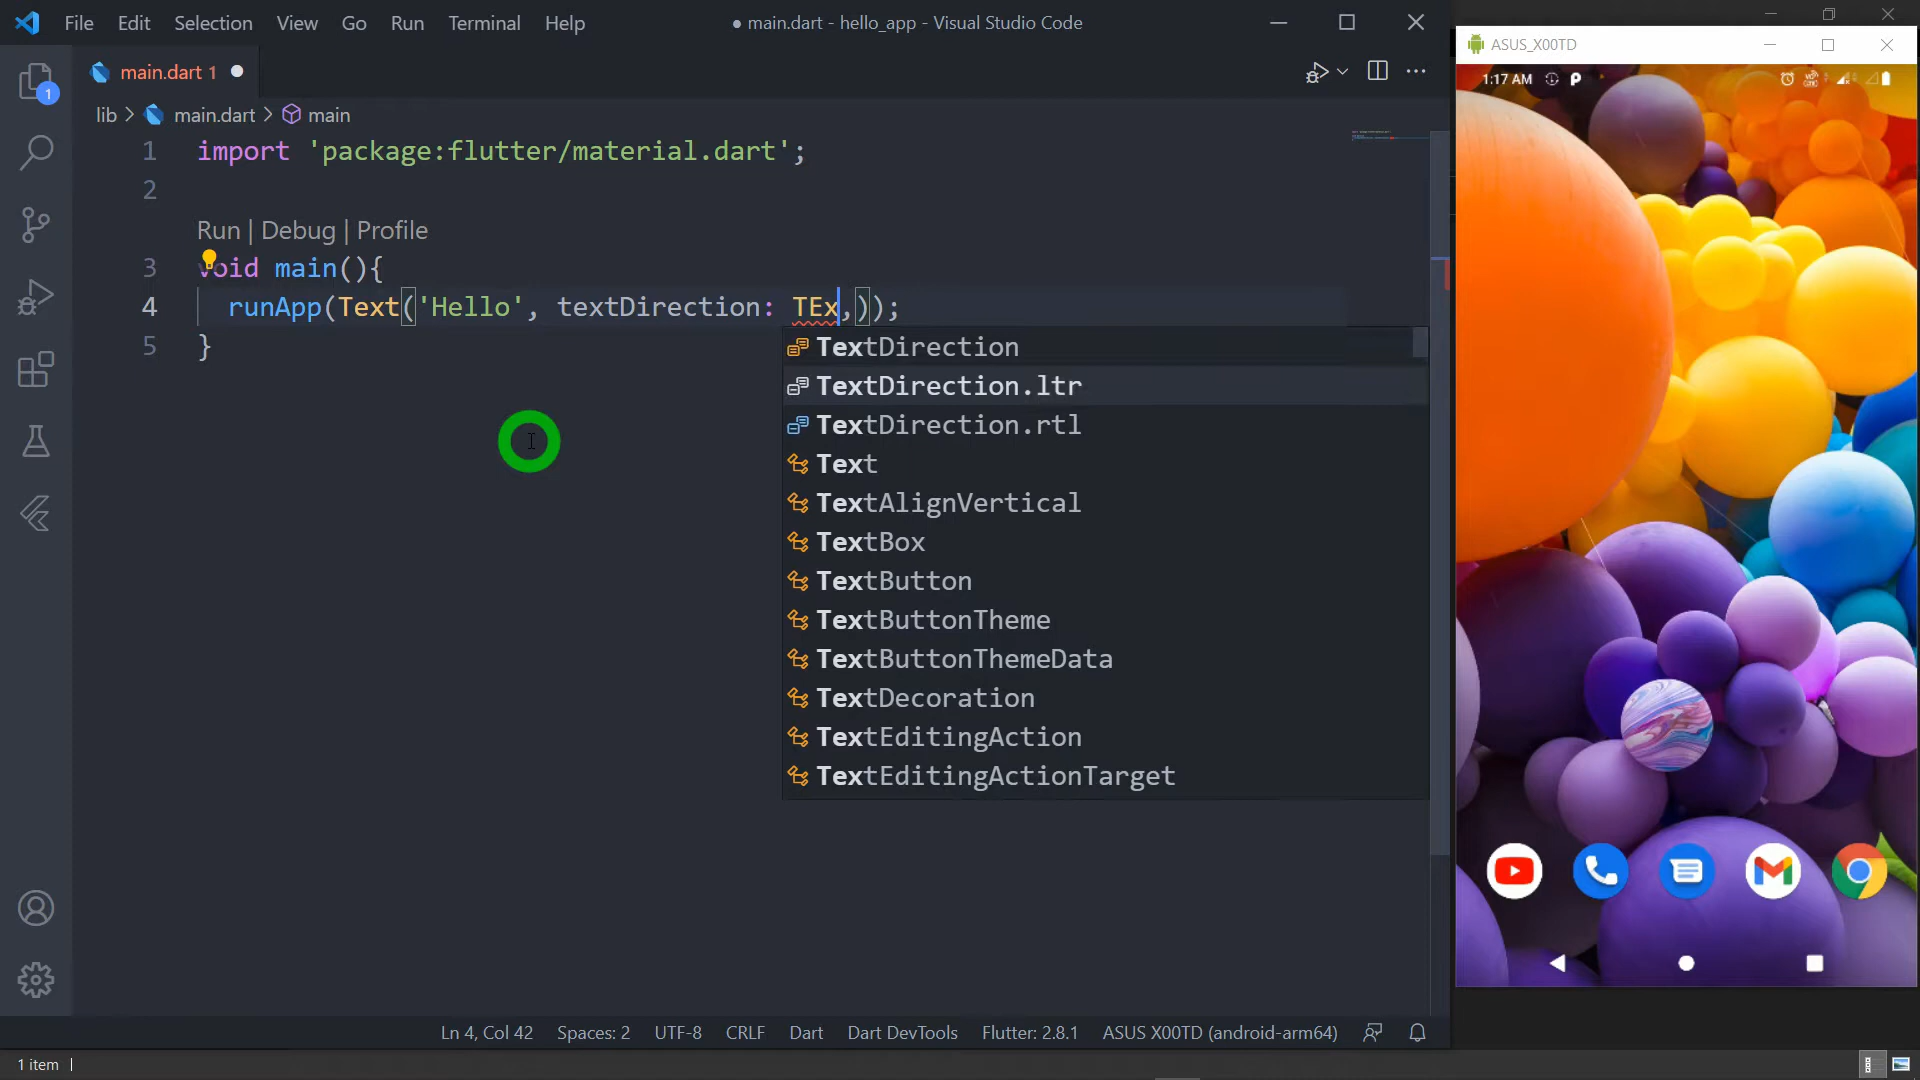 File Edit Selection View Go Run Terminal Help
● main.dart - hello_app - Visual Studio Code
ASUS_X00TD
main.dart 1
1:17 AM
lib > main.dart > main
1 import 'package:flutter/material.dart';
2
Run | Debug | Profile
3 void main(){
4 runApp(Text('Hello', textDirection: TEx,));
5 }
TextDirection
TextDirection.ltr
TextDirection.rtl
Text
TextAlignVertical
TextBox
TextButton
TextButtonTheme
TextButtonThemeData
TextDecoration
TextEditingAction
TextEditingActionTarget
1
Ln 4, Col 42 Spaces: 2 UTF-8 CRLF Dart Dart DevTools Flutter: 2.8.1 ASUS X00TD (android-arm64)
1 item